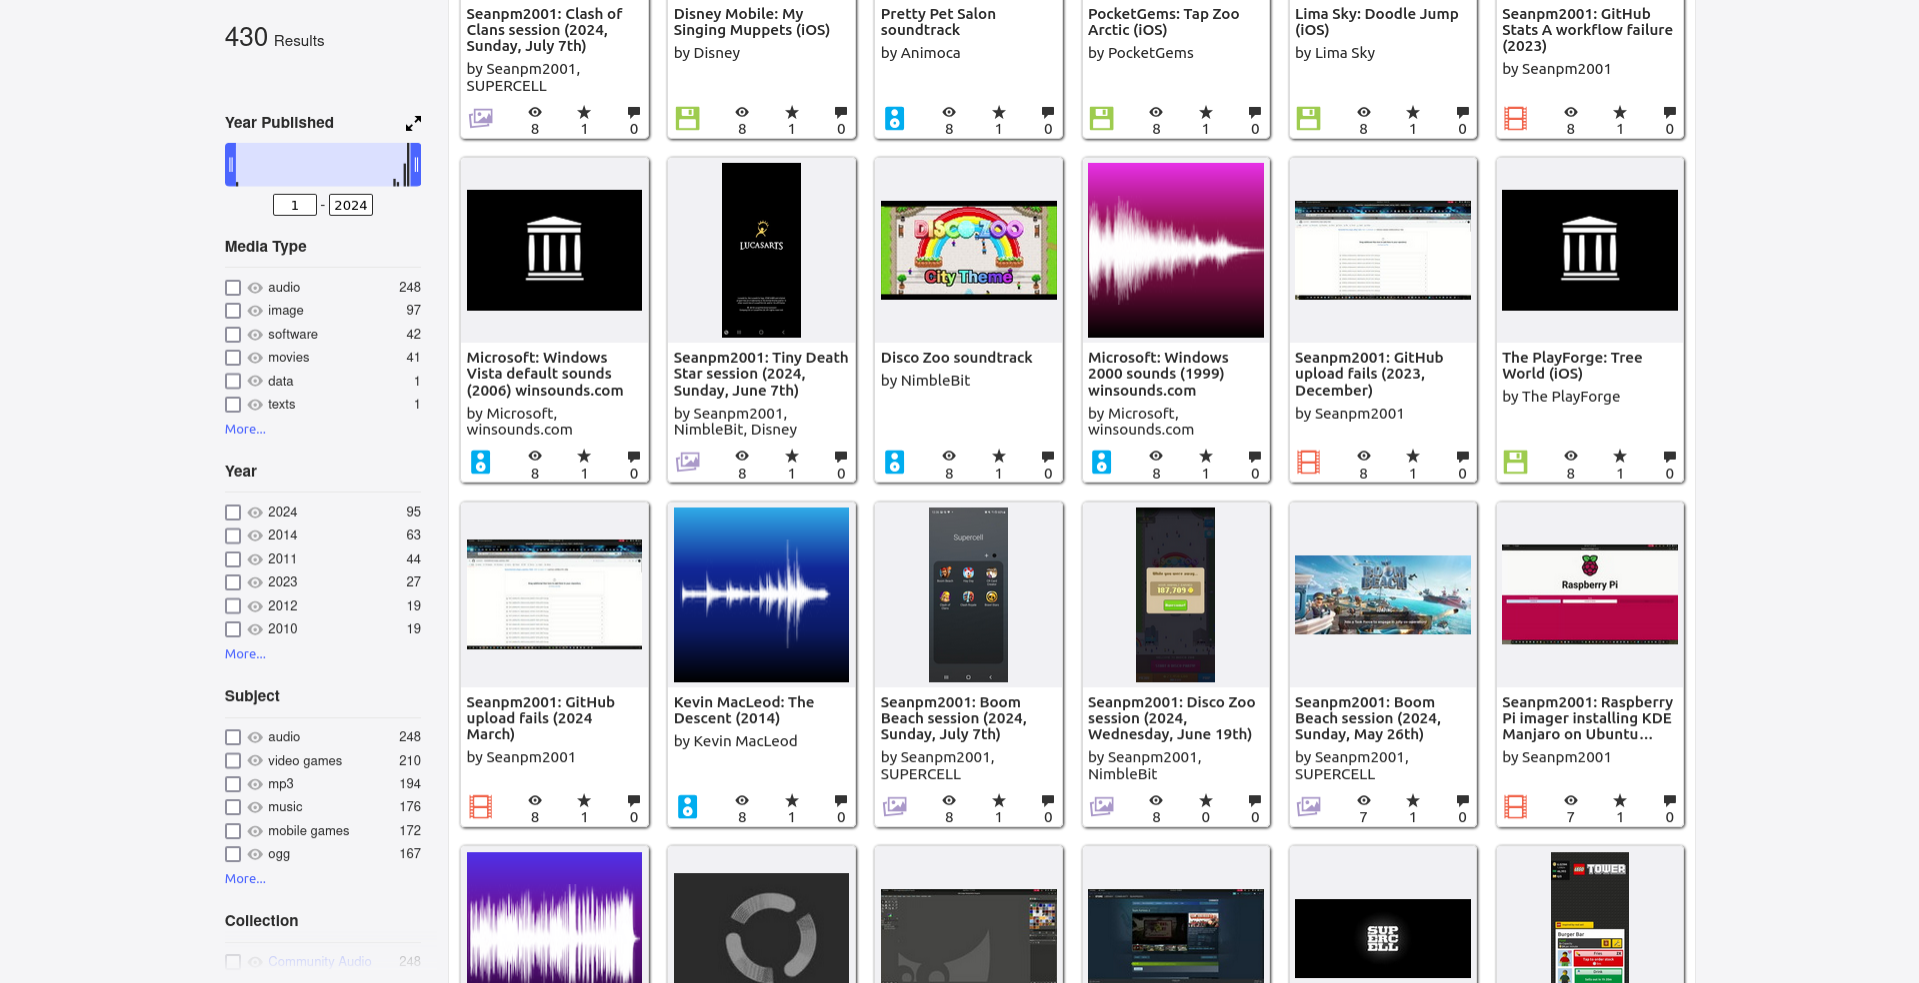 430 Results
Year Published
1 - 2024
Media Type
audio 248
image 97
software 42
movies 41
data 1
texts 1
More...
Year
2024 95
2014 63
2011 44
2023 27
2012 19
2010 19
More...
Subject
audio 248
video games 210
mp3 194
music 176
mobile games 172
ogg 167
More...
Collection
Community Audio 248
Seanpm2001: Clash of
Clans session (2024,
Sunday, July 7th)
by Seanpm2001,
SUPERCELL
8 1 0
Disney Mobile: My
Singing Muppets (iOS)
by Disney
8 1 0
Pretty Pet Salon
soundtrack
by Animoca
8 1 0
PocketGems: Tap Zoo
Arctic (iOS)
by PocketGems
8 1 0
Lima Sky: Doodle Jump
(iOS)
by Lima Sky
8 1 0
Seanpm2001: GitHub
Stats A workflow failure
(2023)
by Seanpm2001
8 1 0
Microsoft: Windows
Vista default sounds
(2006) winsounds.com
by Microsoft,
winsounds.com
8 1 0
LUCASARTS
Seanpm2001: Tiny Death
Star session (2024,
Sunday, June 7th)
by Seanpm2001,
NimbleBit, Disney
8 1 0
DISCO ZOO
City Theme
Disco Zoo soundtrack
by NimbleBit
8 1 0
Microsoft: Windows
2000 sounds (1999)
winsounds.com
by Microsoft,
winsounds.com
8 1 0
Seanpm2001: GitHub
upload fails (2023,
December)
by Seanpm2001
8 1 0
The PlayForge: Tree
World (iOS)
by The PlayForge
8 1 0
Seanpm2001: GitHub
upload fails (2024
March)
by Seanpm2001
8 1 0
Kevin MacLeod: The
Descent (2014)
by Kevin MacLeod
8 1 0
Supercell
Seanpm2001: Boom
Beach session (2024,
Sunday, July 7th)
by Seanpm2001,
SUPERCELL
8 1 0
107,709
Seanpm2001: Disco Zoo
session (2024,
Wednesday, June 19th)
by Seanpm2001,
NimbleBit
8 0 0
BOOM
BEACH
Seanpm2001: Boom
Beach session (2024,
Sunday, May 26th)
by Seanpm2001,
SUPERCELL
7 1 0
Raspberry Pi
Seanpm2001: Raspberry
Pi imager installing KDE
Manjaro on Ubuntu...
by Seanpm2001
7 1 0
SUP
ERC
ELL
LEGO TOWER
Burger Bar